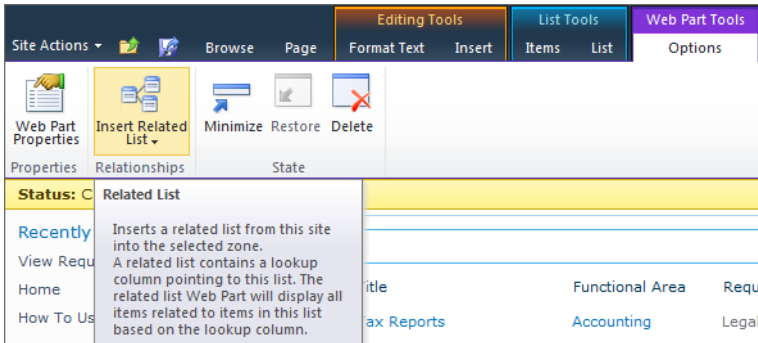 Editing Tools List Tools Web Part Tools
Site Actions Browse Page Format Text Insert Items List Options
Web Part Properties Insert Related List Minimize Restore Delete
Properties Relationships State
Status: C
Related List
Inserts a related list from this site
into the selected zone.
A related list contains a lookup
column pointing to this list. The
related list Web Part will display all
items related to items in this list
based on the lookup column.
Recently
View Requ
Home
How To Us
itle Functional Area Requ
ax Reports Accounting Legal